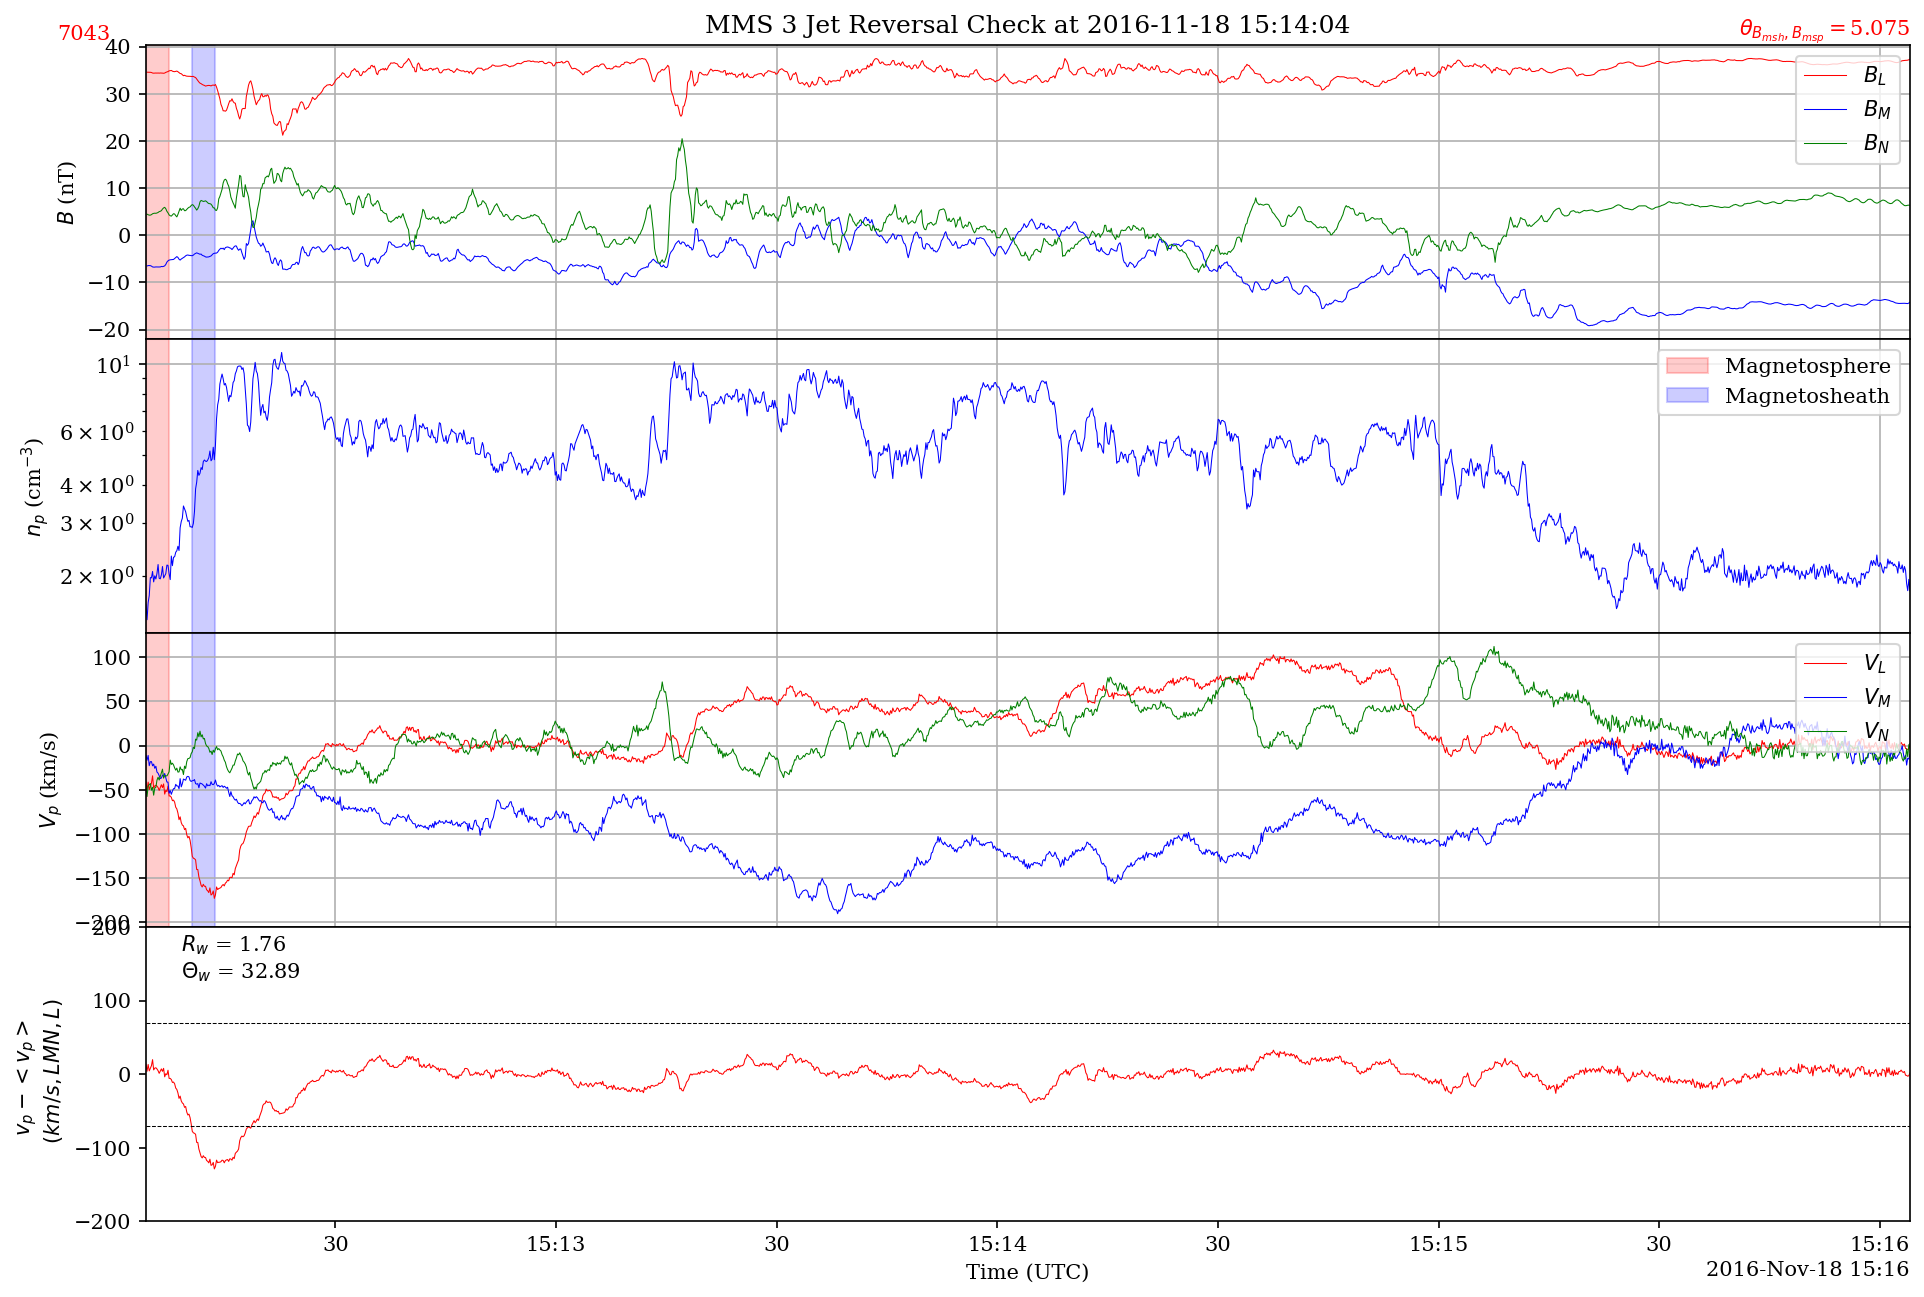 MMS 3 Jet Reversal Check at 2016-11-18 15:14:04
7043
θ_{B_{msh}, B_{msp}} = 5.075
40
30
20
10
0
−10
−20
B (nT)
B_L
B_M
B_N
10^1
6 × 10^0
4 × 10^0
3 × 10^0
2 × 10^0
n_p (cm^{−3})
Magnetosphere
Magnetosheath
100
50
0
−50
−100
−150
−200
V_p (km/s)
V_L
V_M
V_N
200
100
0
−100
−200
v_p − < v_p >
(km/s, LMN, L)
R_w = 1.76
Θ_w = 32.89
30 15:13 30 15:14 30 15:15 30 15:16
Time (UTC)
2016-Nov-18 15:16